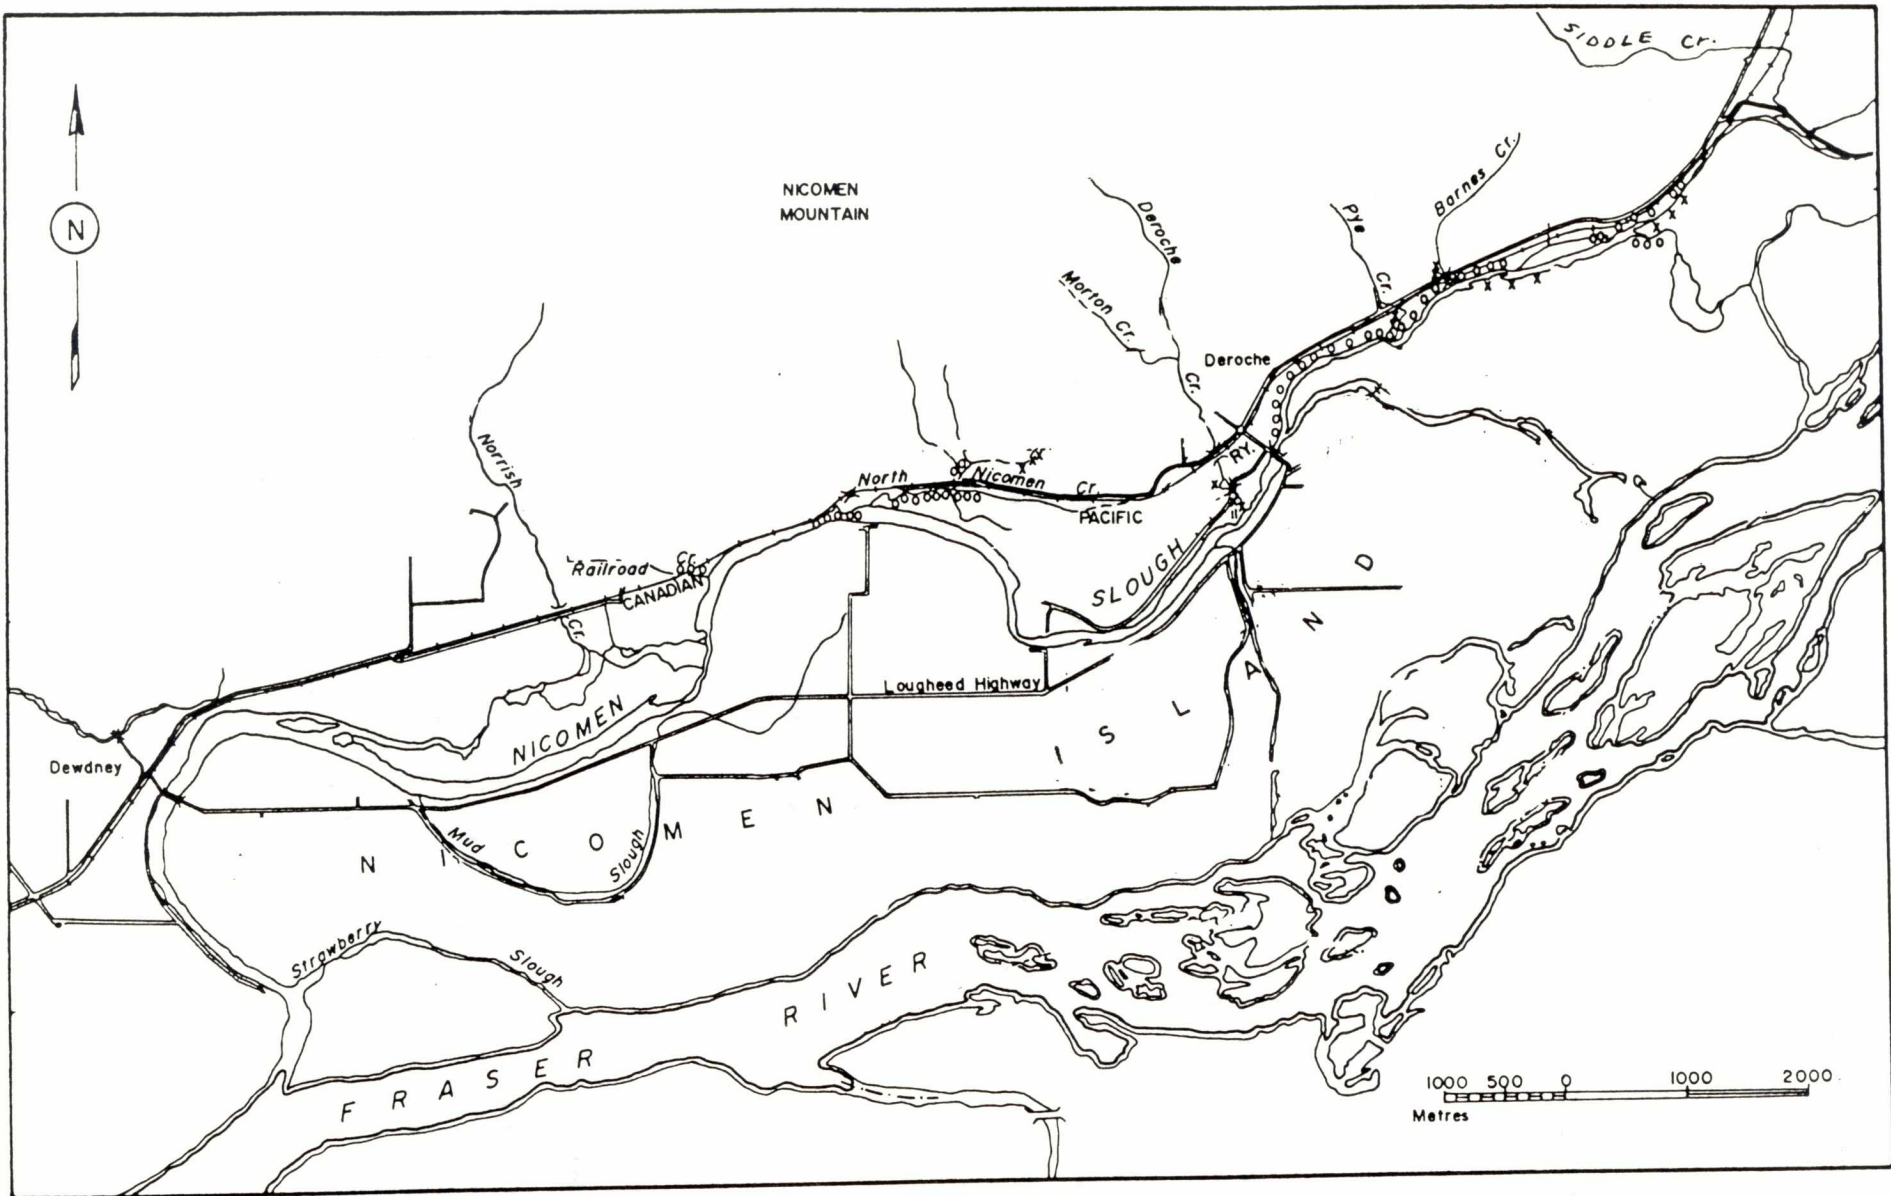 SIDDLE Cr.
N
NICOMEN
MOUNTAIN
Deroche
Cr.
Morton Cr.
Pye
Cr.
Barnes Cr.
Deroche
Norrish
Cr.
North
Nicomen
Cr.
RY.
PACIFIC
Railroad
Cr.
CANADIAN
SLOUGH
NICOMEN
Lougheed Highway
Dewdney
Mud
Slough
NICOMEN
ISLAND
Strawberry
Slough
FRASER
RIVER
1000 500 0 1000 2000
Metres